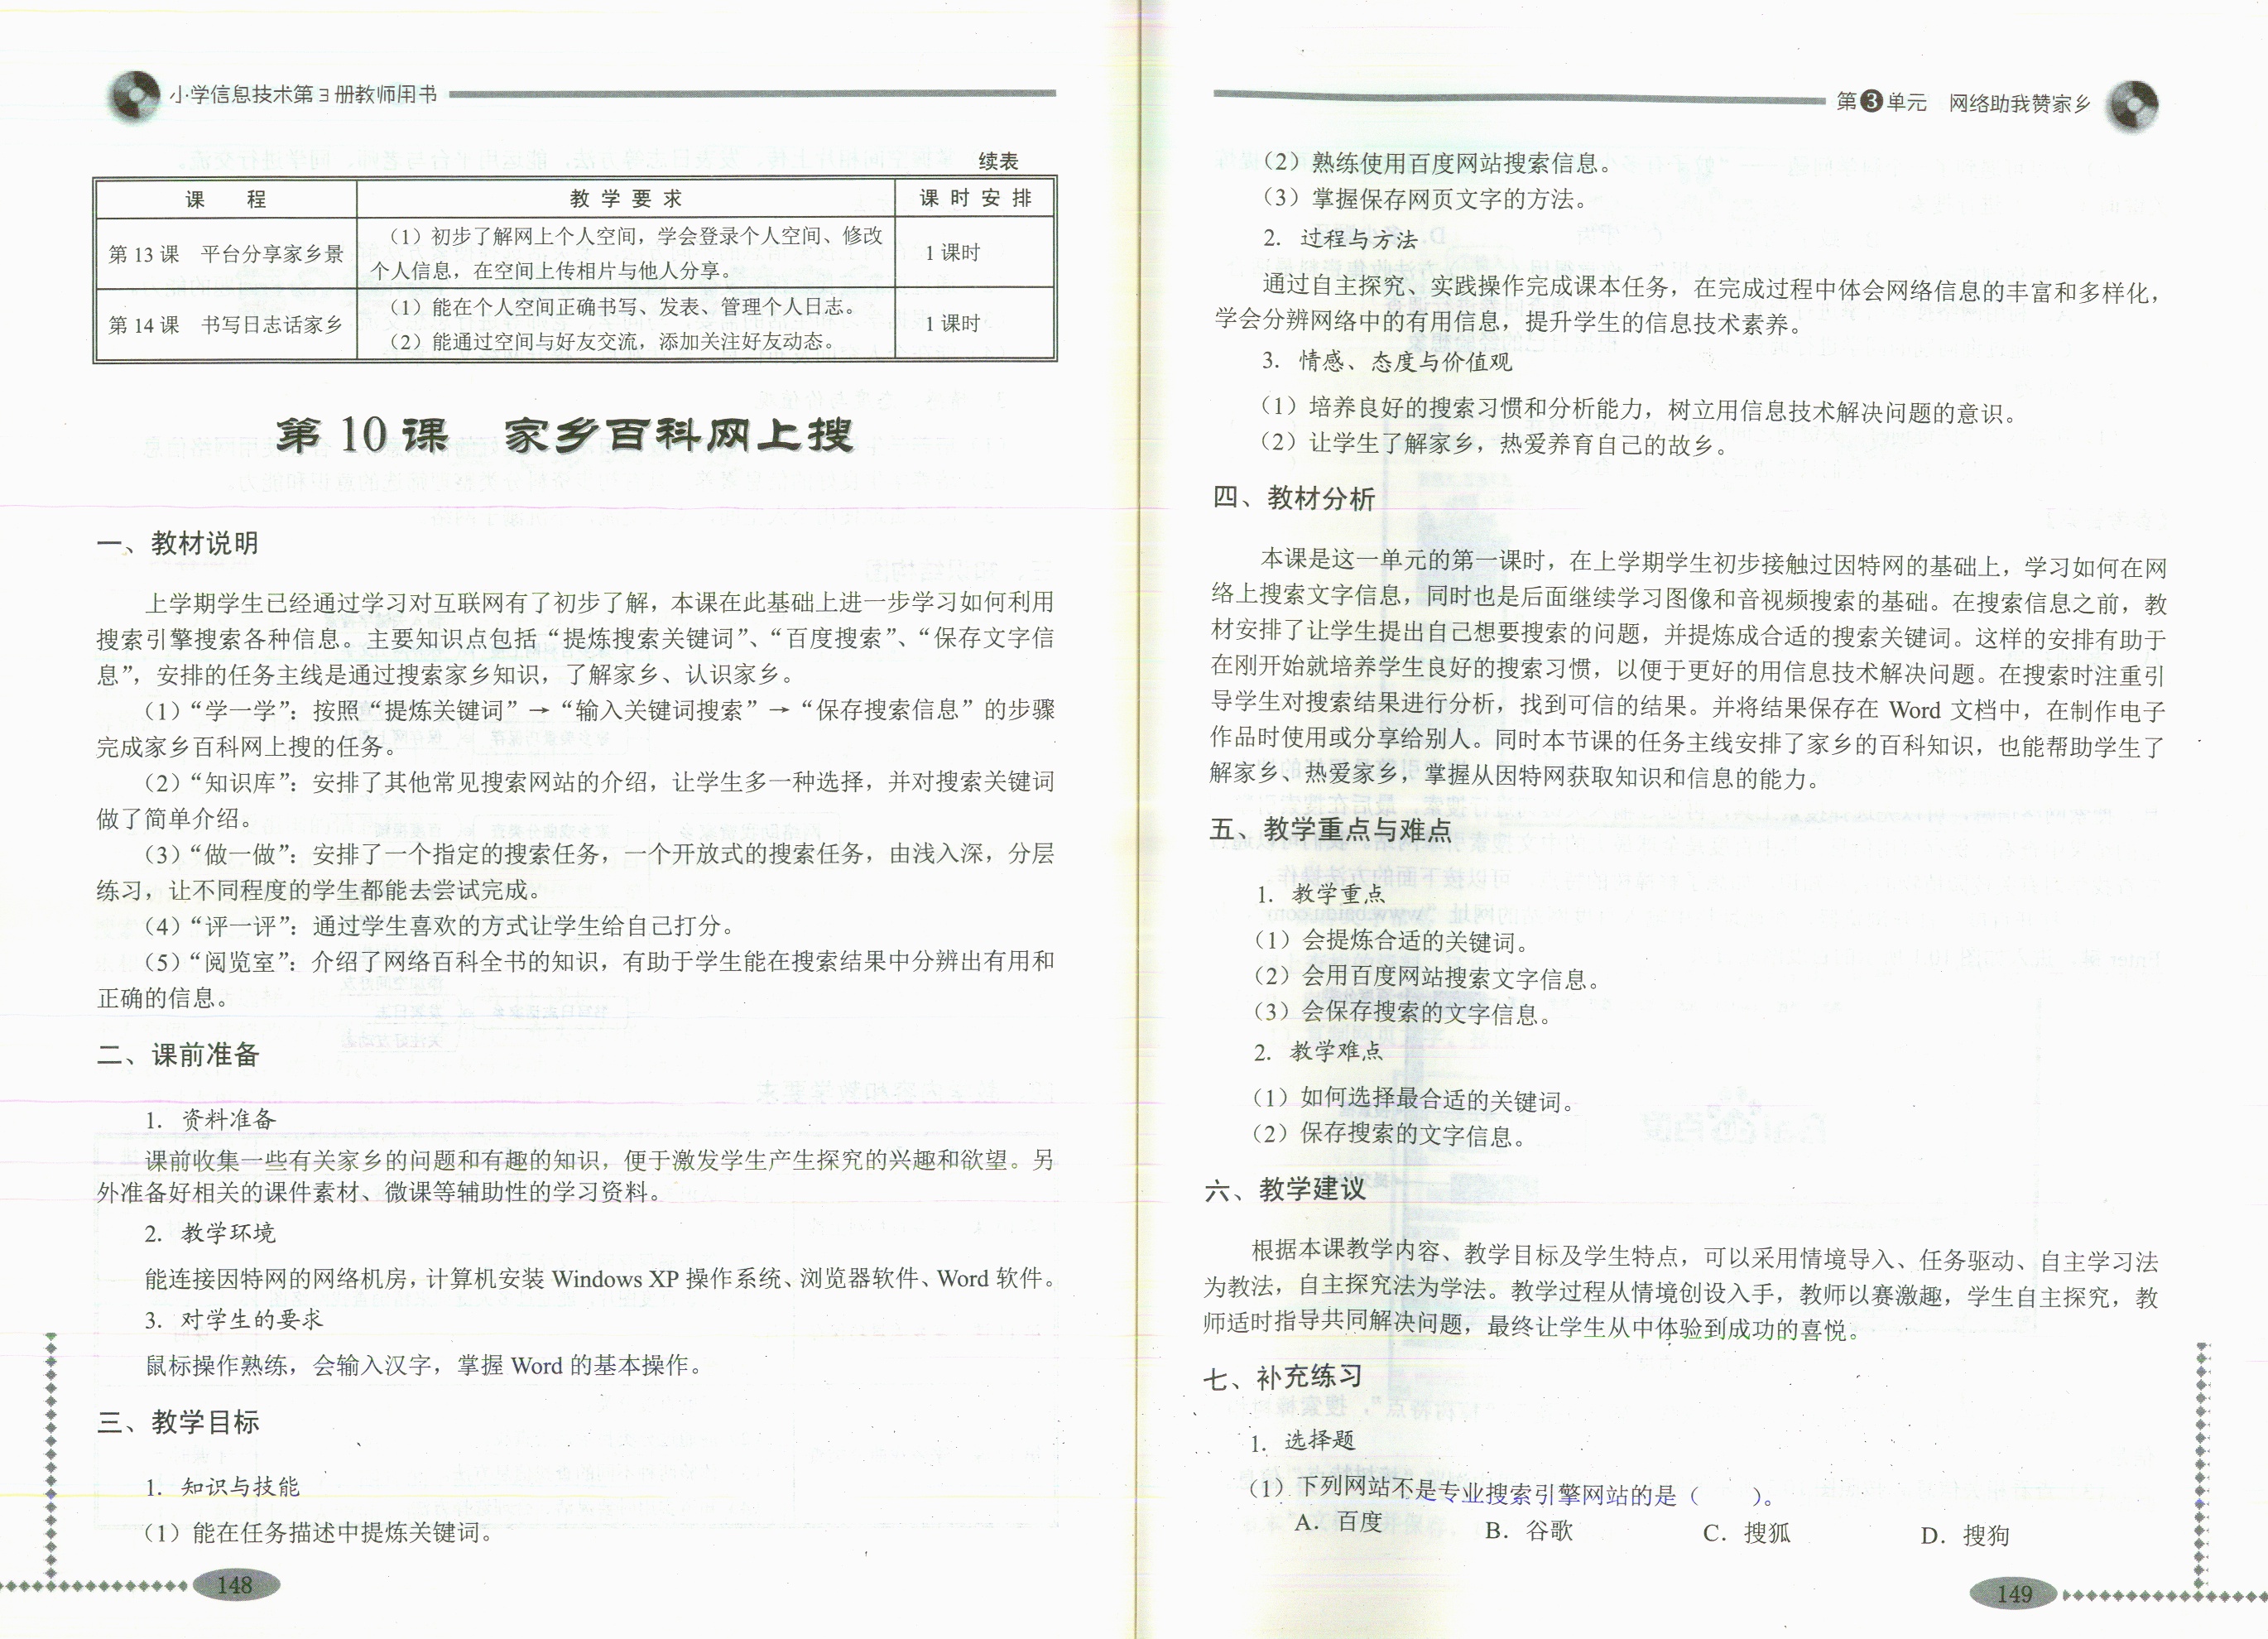 小学信息技术第3册教师用书
续表
课 程 教学要求 课时安排
第 13 课 平台分享家乡景 （1）初步了解网上个人空间，学会登录个人空间、修改
个人信息，在空间上传相片与他人分享。 1 课时
第 14 课 书写日志话家乡 （1）能在个人空间正确书写、发表、管理个人日志。
（2）能通过空间与好友交流，添加关注好友动态。 1 课时
第 10 课 家乡百科网上搜
一、教材说明
上学期学生已经通过学习对互联网有了初步了解，本课在此基础上进一步学习如何利用
搜索引擎搜索各种信息。主要知识点包括“提炼搜索关键词”、“百度搜索”、“保存文字信
息”，安排的任务主线是通过搜索家乡知识，了解家乡、认识家乡。
（1）“学一学”：按照“提炼关键词”→“输入关键词搜索”→“保存搜索信息”的步骤
完成家乡百科网上搜的任务。
（2）“知识库”：安排了其他常见搜索网站的介绍，让学生多一种选择，并对搜索关键词
做了简单介绍。
（3）“做一做”：安排了一个指定的搜索任务，一个开放式的搜索任务，由浅入深，分层
练习，让不同程度的学生都能去尝试完成。
（4）“评一评”：通过学生喜欢的方式让学生给自己打分。
（5）“阅览室”：介绍了网络百科全书的知识，有助于学生能在搜索结果中分辨出有用和
正确的信息。
二、课前准备
1. 资料准备
课前收集一些有关家乡的问题和有趣的知识，便于激发学生产生探究的兴趣和欲望。另
外准备好相关的课件素材、微课等辅助性的学习资料。
2. 教学环境
能连接因特网的网络机房，计算机安装 Windows XP 操作系统、浏览器软件、Word 软件。
3. 对学生的要求
鼠标操作熟练，会输入汉字，掌握 Word 的基本操作。
三、教学目标
1. 知识与技能
（1）能在任务描述中提炼关键词。
148
第3单元 网络助我赞家乡
（2）熟练使用百度网站搜索信息。
（3）掌握保存网页文字的方法。
2. 过程与方法
通过自主探究、实践操作完成课本任务，在完成过程中体会网络信息的丰富和多样化，
学会分辨网络中的有用信息，提升学生的信息技术素养。
3. 情感、态度与价值观
（1）培养良好的搜索习惯和分析能力，树立用信息技术解决问题的意识。
（2）让学生了解家乡，热爱养育自己的故乡。
四、教材分析
本课是这一单元的第一课时，在上学期学生初步接触过因特网的基础上，学习如何在网
络上搜索文字信息，同时也是后面继续学习图像和音视频搜索的基础。在搜索信息之前，教
材安排了让学生提出自己想要搜索的问题，并提炼成合适的搜索关键词。这样的安排有助于
在刚开始就培养学生良好的搜索习惯，以便于更好的用信息技术解决问题。在搜索时注重引
导学生对搜索结果进行分析，找到可信的结果。并将结果保存在 Word 文档中，在制作电子
作品时使用或分享给别人。同时本节课的任务主线安排了家乡的百科知识，也能帮助学生了
解家乡、热爱家乡，掌握从因特网获取知识和信息的能力。
五、教学重点与难点
1. 教学重点
（1）会提炼合适的关键词。
（2）会用百度网站搜索文字信息。
（3）会保存搜索的文字信息。
2. 教学难点
（1）如何选择最合适的关键词。
（2）保存搜索的文字信息。
六、教学建议
根据本课教学内容、教学目标及学生特点，可以采用情境导入、任务驱动、自主学习法
为教法，自主探究法为学法。教学过程从情境创设入手，教师以赛激趣，学生自主探究，教
师适时指导共同解决问题，最终让学生从中体验到成功的喜悦。
七、补充练习
1. 选择题
（1）下列网站不是专业搜索引擎网站的是（ ）。
A. 百度 B. 谷歌 C. 搜狐 D. 搜狗
149